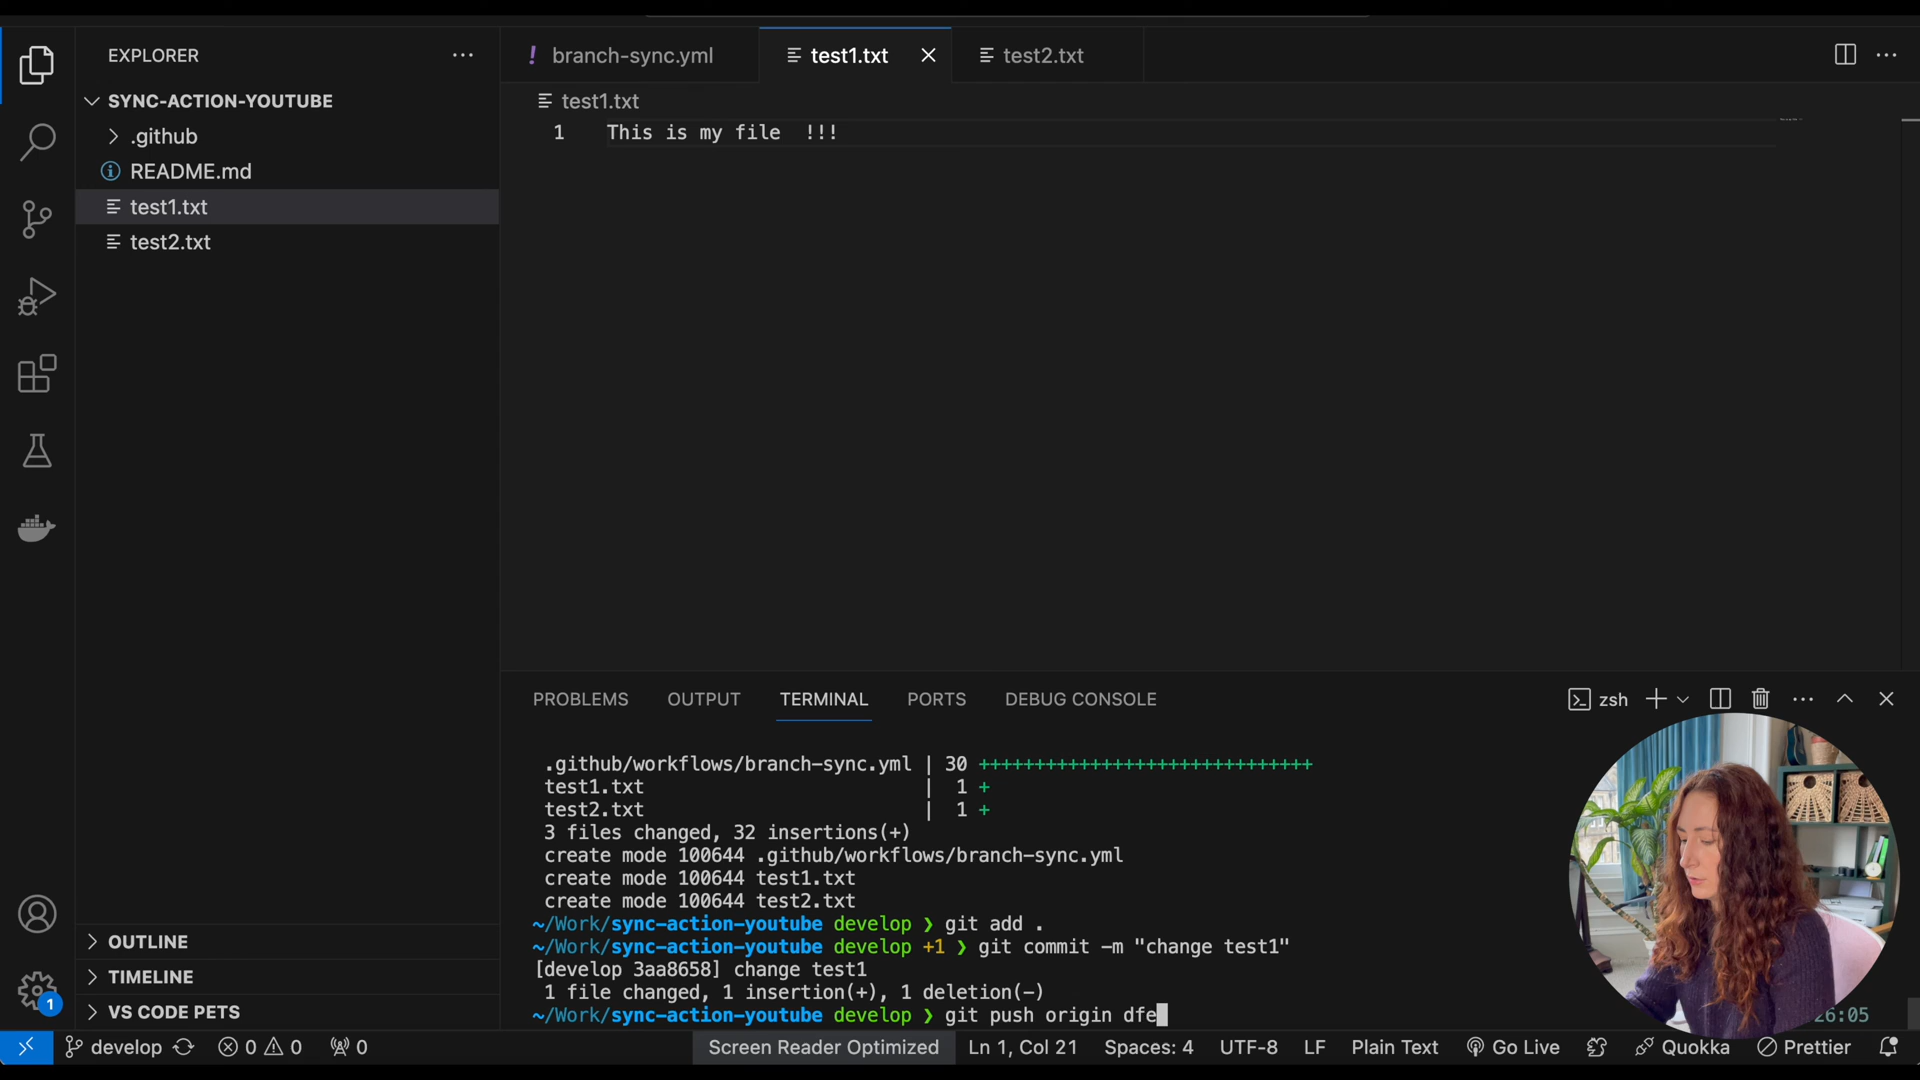 EXPLORER
SYNC-ACTION-YOUTUBE
.github
README.md
test1.txt
test2.txt
OUTLINE
TIMELINE
VS CODE PETS
1
! branch-sync.yml
test1.txt
test2.txt
test1.txt
1 This is my file  !!!
PROBLEMS OUTPUT TERMINAL PORTS DEBUG CONSOLE
zsh
.github/workflows/branch-sync.yml | 30 ++++++++++++++++++++++++++++++
test1.txt | 1 +
test2.txt | 1 +
3 files changed, 32 insertions(+)
create mode 100644 .github/workflows/branch-sync.yml
create mode 100644 test1.txt
create mode 100644 test2.txt
~/Work/sync-action-youtube develop ❯ git add .
~/Work/sync-action-youtube develop +1 ❯ git commit -m "change test1"
[develop 3aa8658] change test1
1 file changed, 1 insertion(+), 1 deletion(-)
~/Work/sync-action-youtube develop ❯ git push origin dfe
26:05
develop 0 0 0 Screen Reader Optimized Ln 1, Col 21 Spaces: 4 UTF-8 LF Plain Text Go Live Quokka Prettier